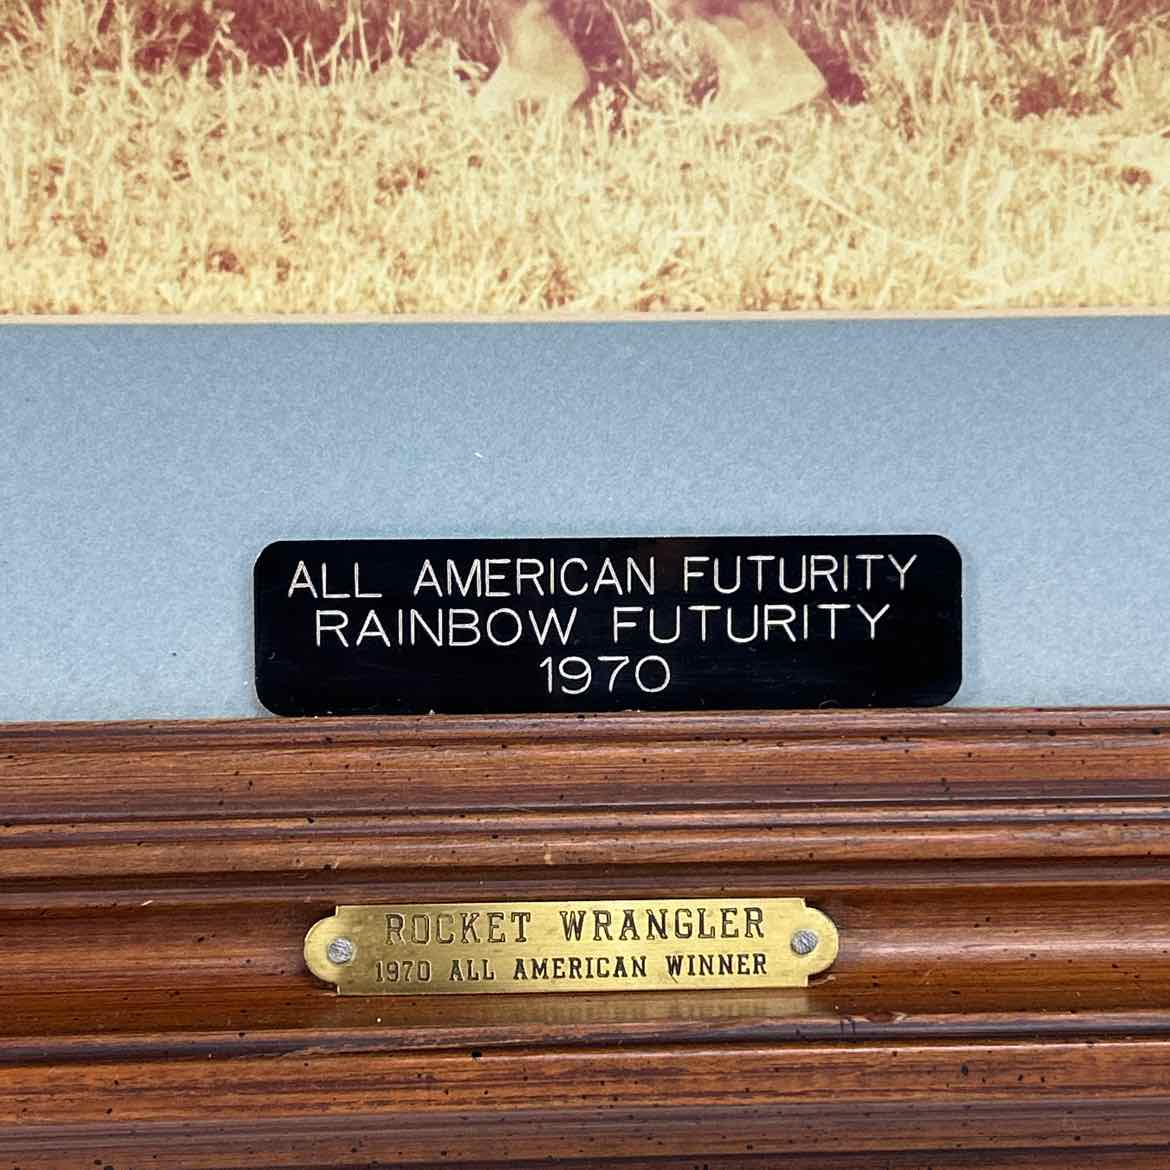 ALL AMERICAN FUTURITY
RAINBOW FUTURITY
1970
ROCKET WRANGLER
1970 ALL AMERICAN WINNER